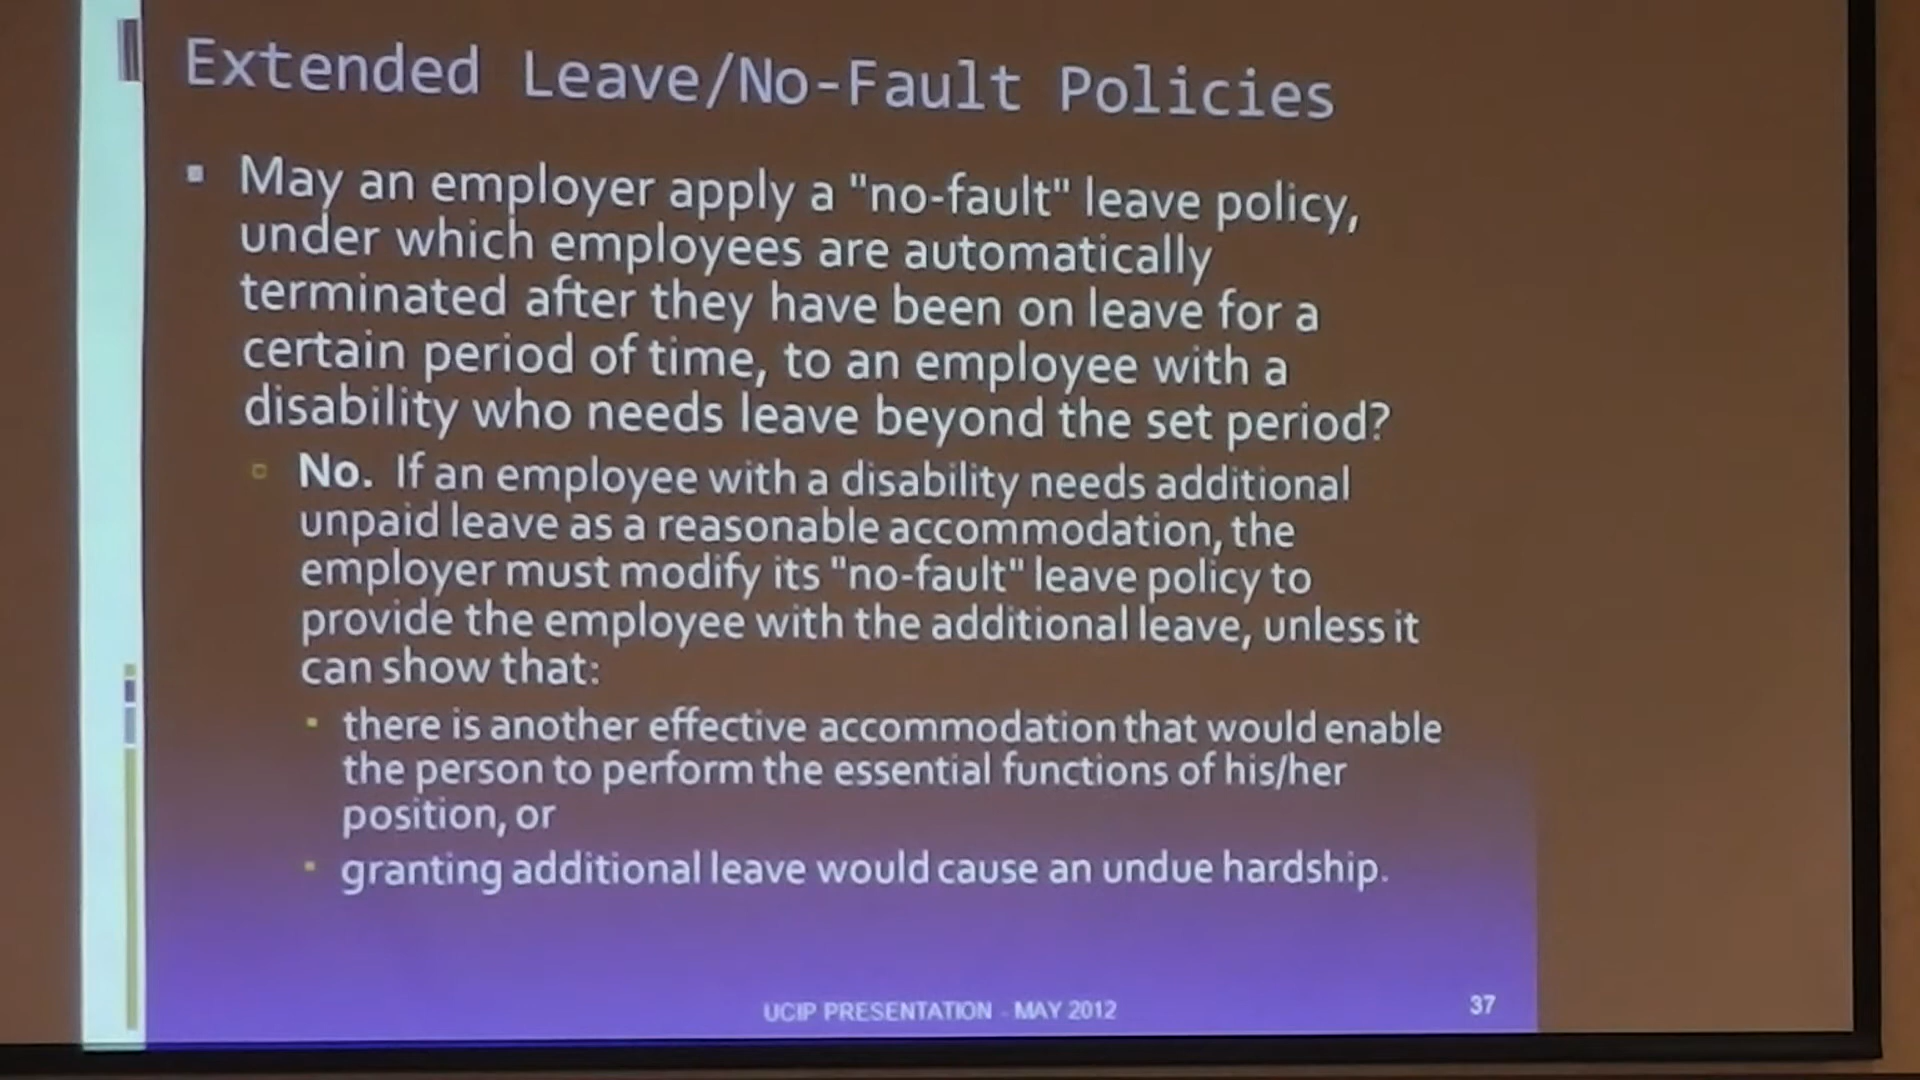 Extended Leave/No-Fault Policies
May an employer apply a "no-fault" leave policy,
under which employees are automatically
terminated after they have been on leave for a
certain period of time, to an employee with a
disability who needs leave beyond the set period?
No. If an employee with a disability needs additional
unpaid leave as a reasonable accommodation, the
employer must modify its "no-fault" leave policy to
provide the employee with the additional leave, unless it
can show that:
there is another effective accommodation that would enable
the person to perform the essential functions of his/her
position, or
granting additional leave would cause an undue hardship.
UCIP PRESENTATION - MAY 2012
37